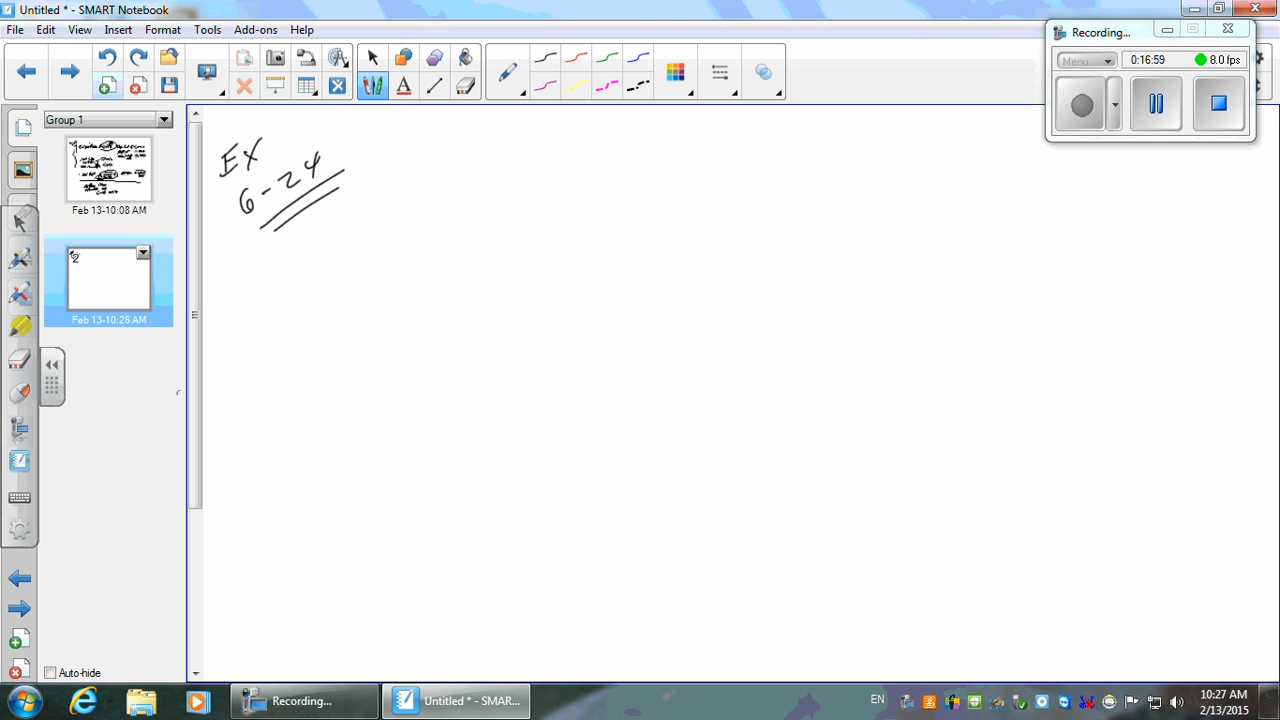 Untitled * - SMART Notebook
File Edit View Insert Format Tools Add-ons Help
Recording...
Menu 0:16:59 8.0 fps
Group 1
Feb 13-10:08 AM
Feb 13-10:26 AM
EX
6-24
Auto-hide
Recording... Untitled * - SMAR... EN 10:27 AM
2/13/2015